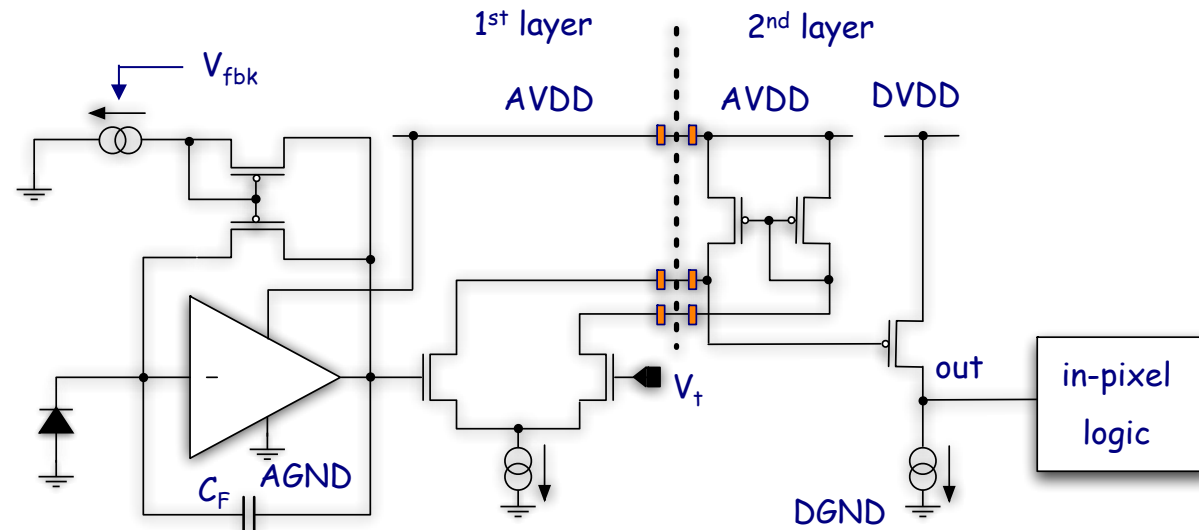 1st layer
2nd layer
Vfbk
AVDD
AVDD
DVDD
−
Vt
out
in-pixel
logic
AGND
CF
DGND